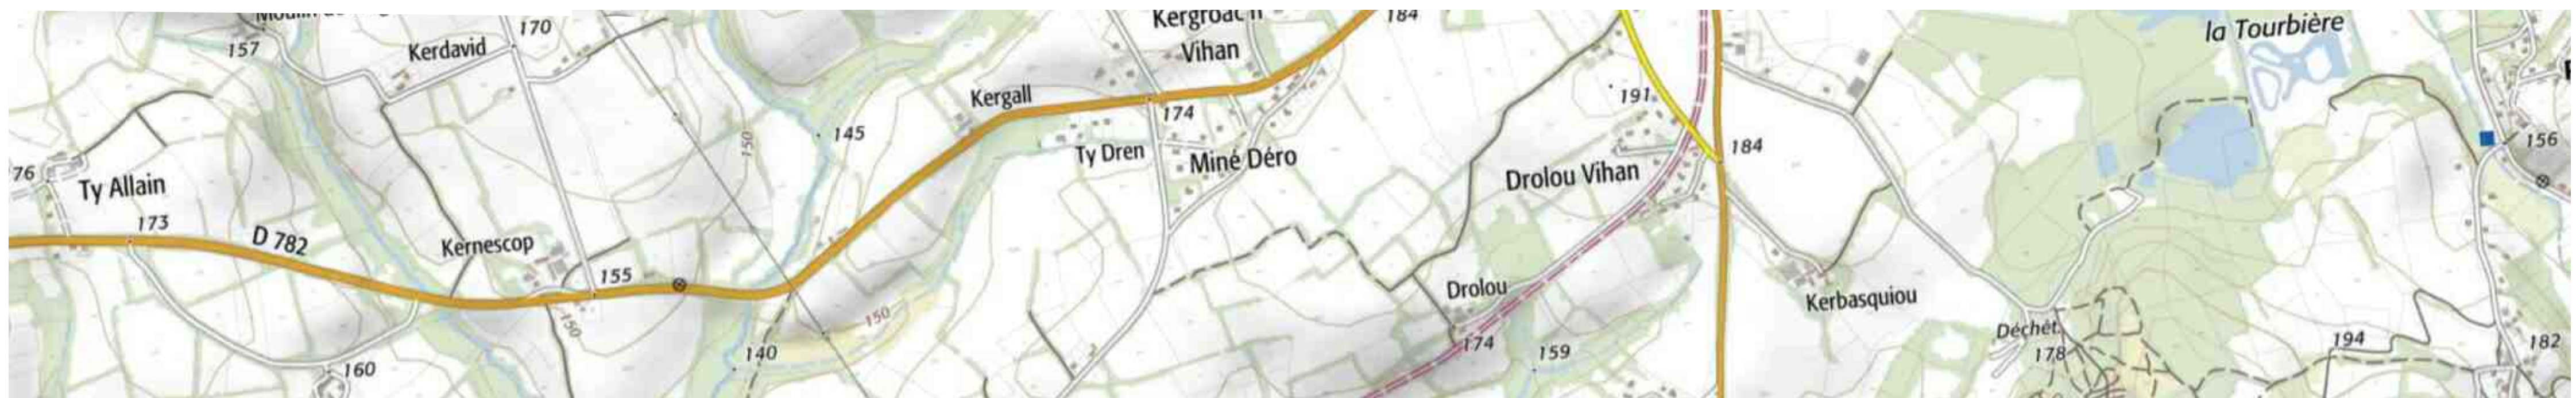 170
Kergroac'h
Vihan
184
la Tourbière
157
Kerdavid
Kergall
174
145
150
191
184
156
Ty Dren
Miné Déro
Drolou Vihan
76
Ty Allain
173
D 782
Kernescop
155
150
150
140
160
Drolou
174
159
Kerbasquiou
Déchèt.
178
194
182